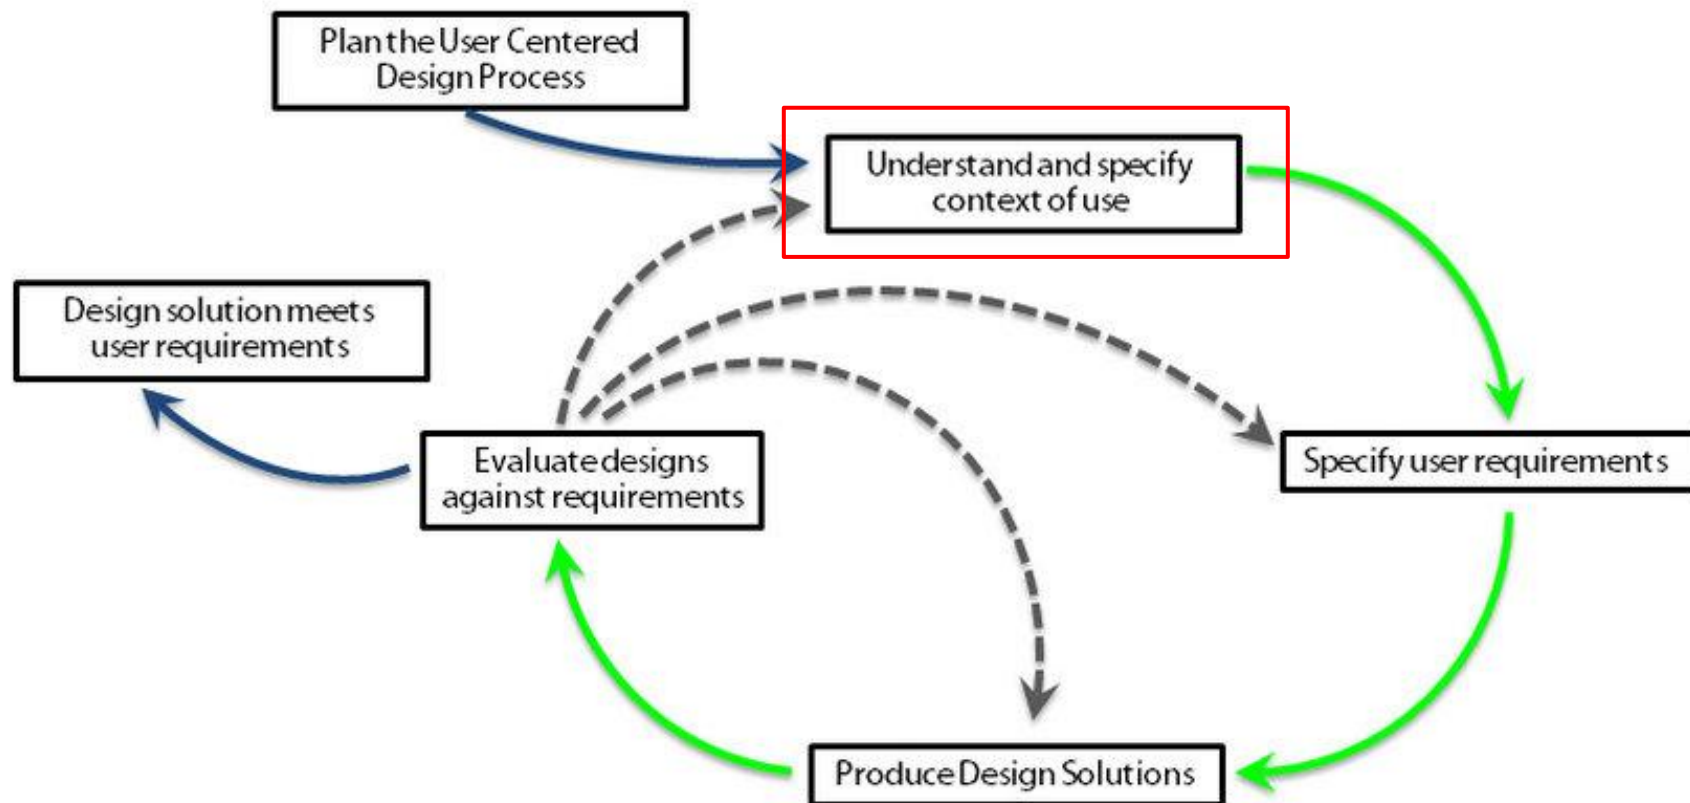 Plan the User Centered
Design Process
Understand and specify
context of use
Design solution meets
user requirements
Evaluate designs
against requirements
Specify user requirements
Produce Design Solutions